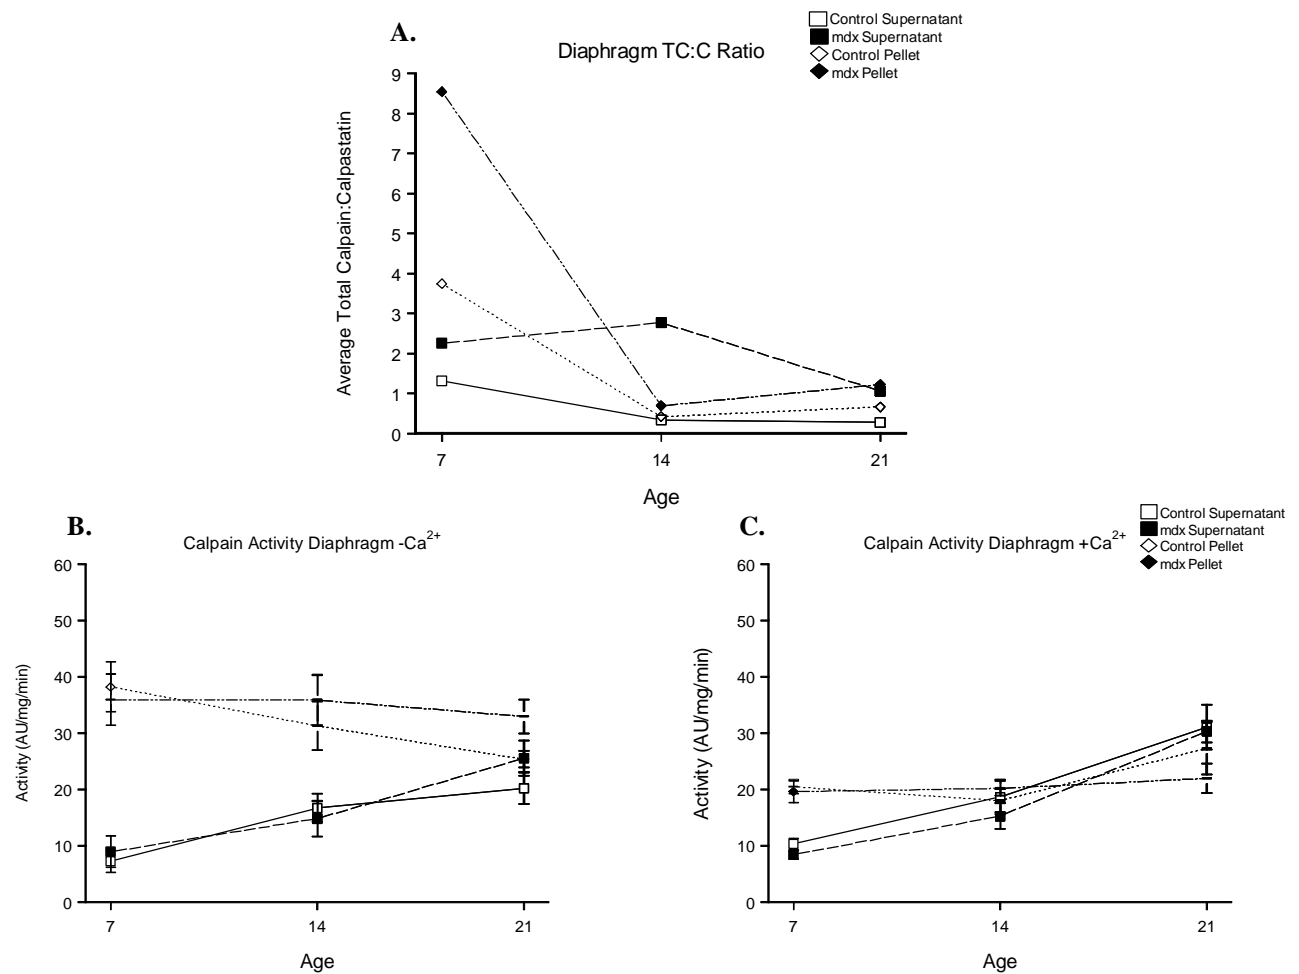 A.
Diaphragm TC:C Ratio
Control Supernatant
mdx Supernatant
Control Pellet
mdx Pellet
Average Total Calpain:Calpastatin
9
8
7
6
5
4
3
2
1
0
7 14 21
Age
B.
Calpain Activity Diaphragm -Ca2+
Activity (AU/mg/min)
60
50
40
30
20
10
0
7 14 21
Age
C.
Calpain Activity Diaphragm +Ca2+
Control Supernatant
mdx Supernatant
Control Pellet
mdx Pellet
Activity (AU/mg/min)
60
50
40
30
20
10
0
7 14 21
Age